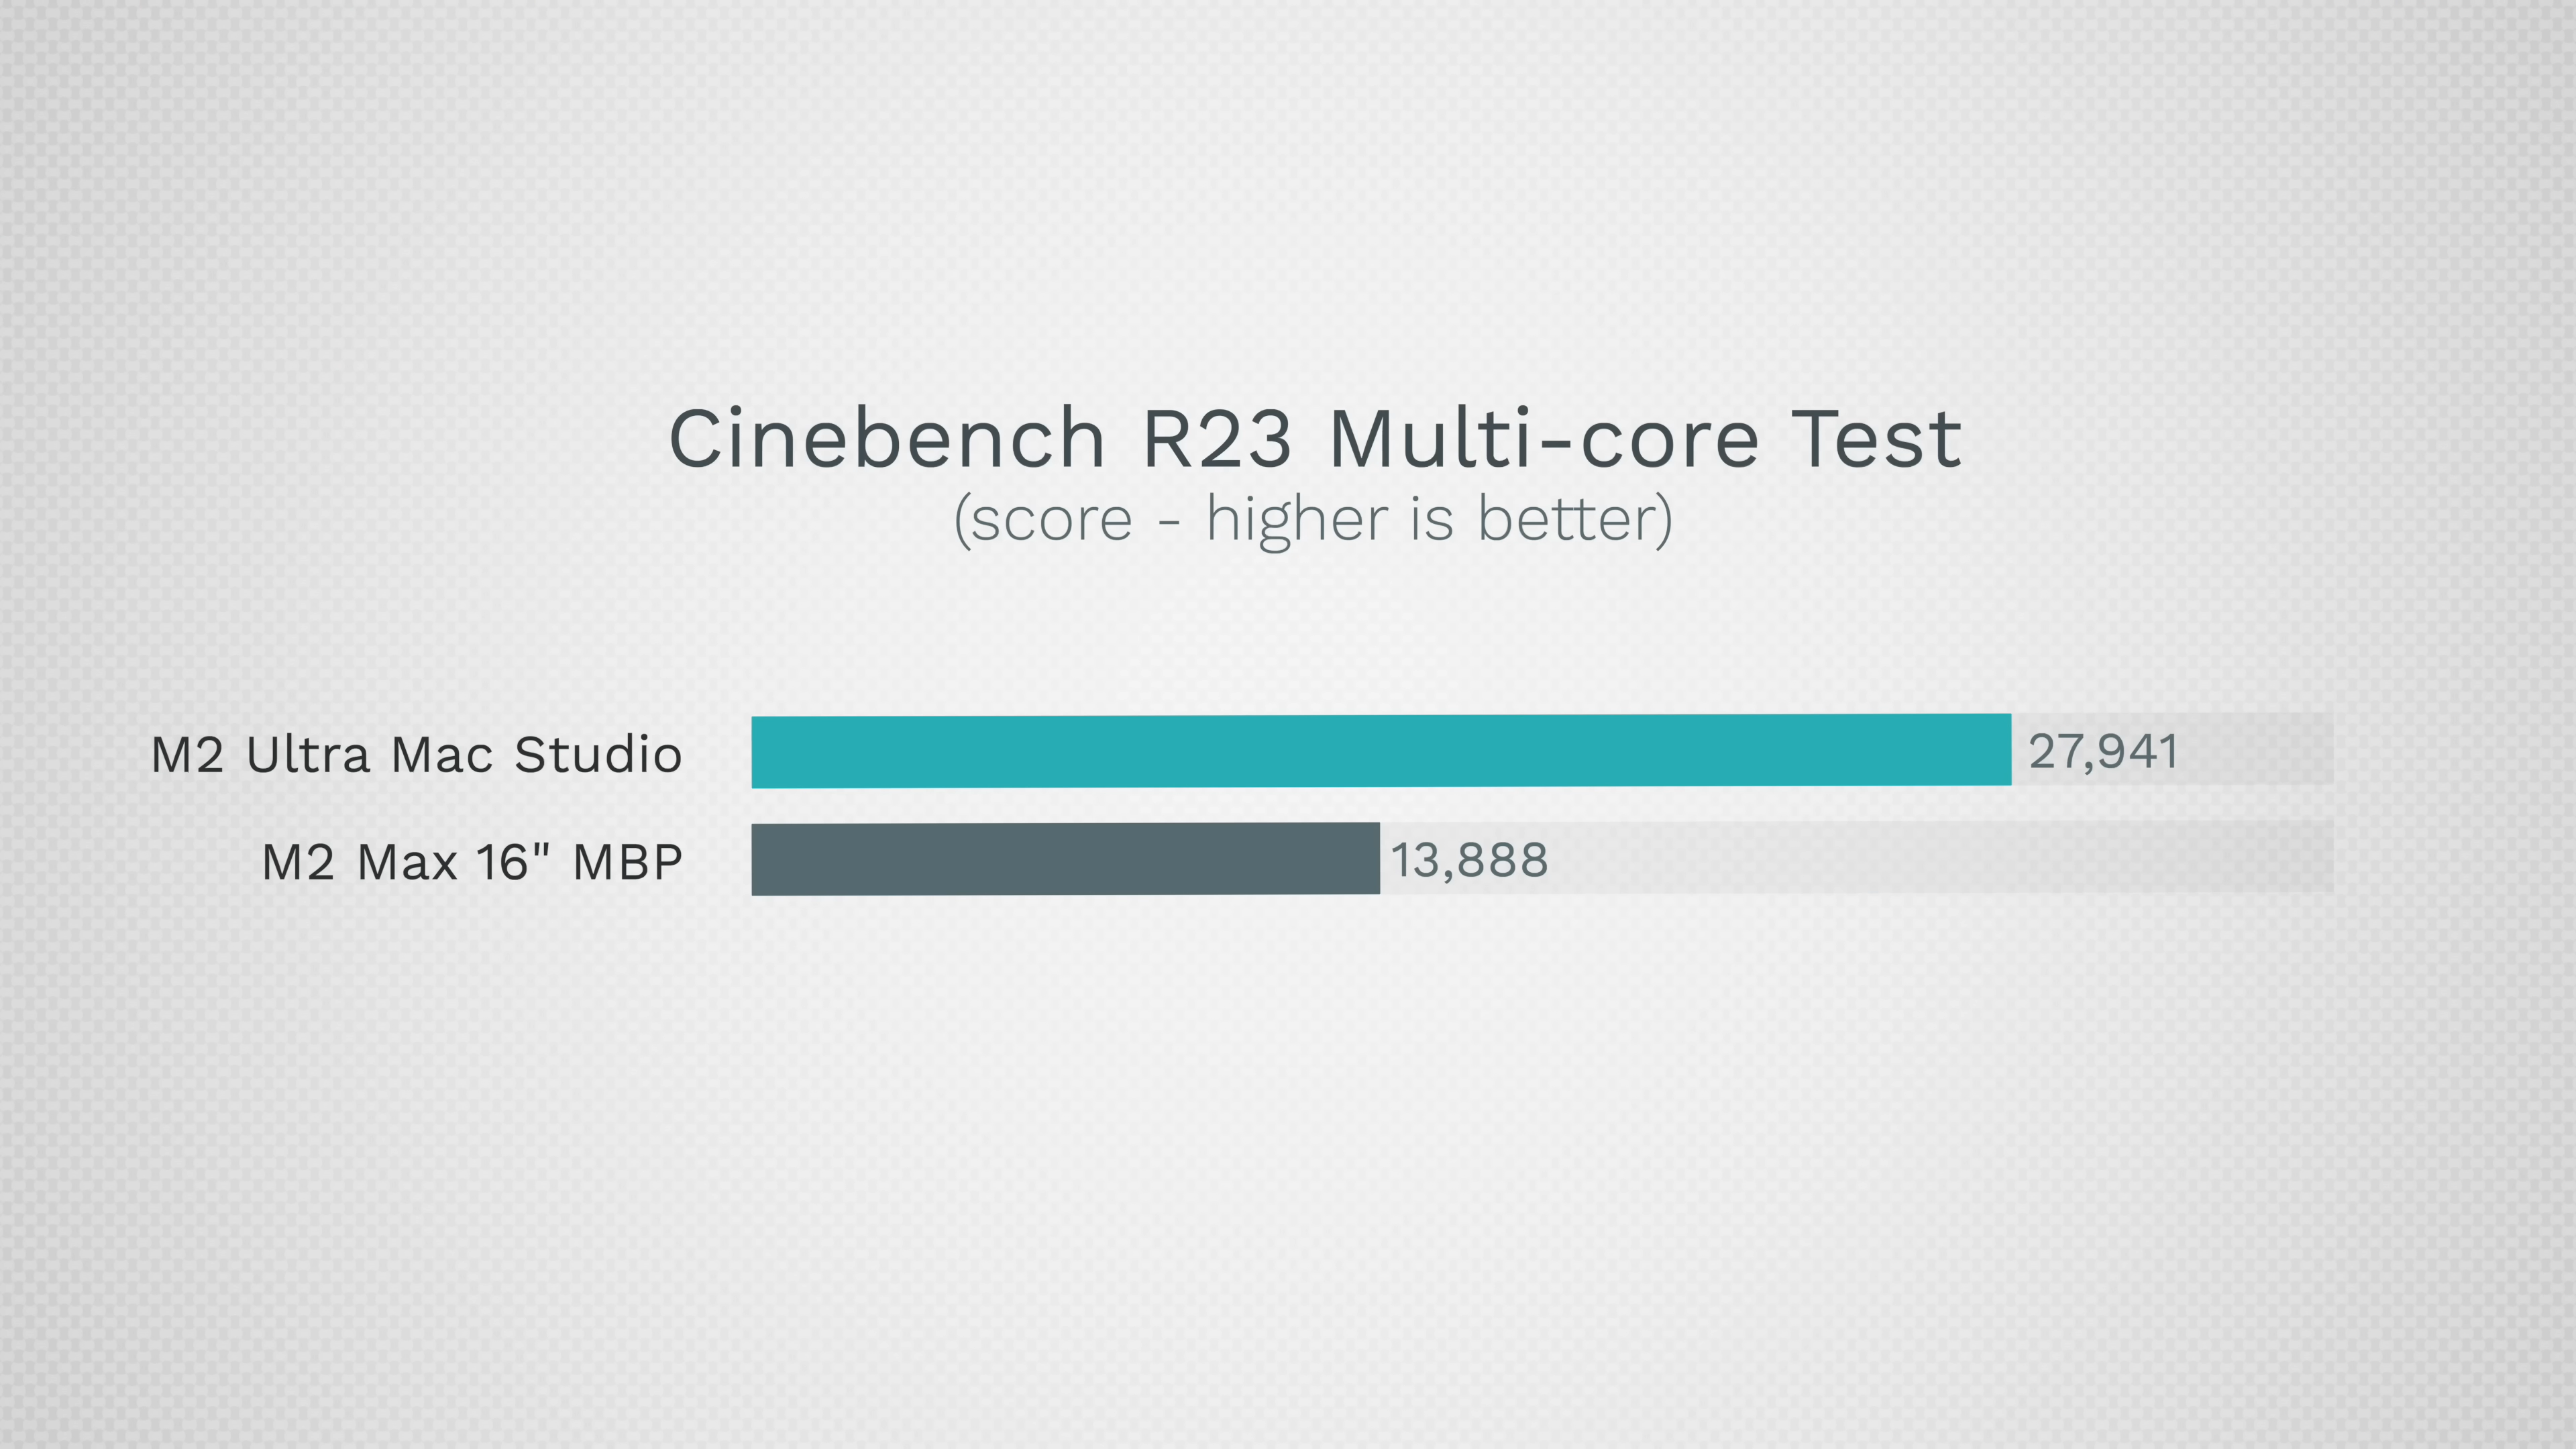 Cinebench R23 Multi-core Test
(score - higher is better)
M2 Ultra Mac Studio 27,941
M2 Max 16" MBP 13,888